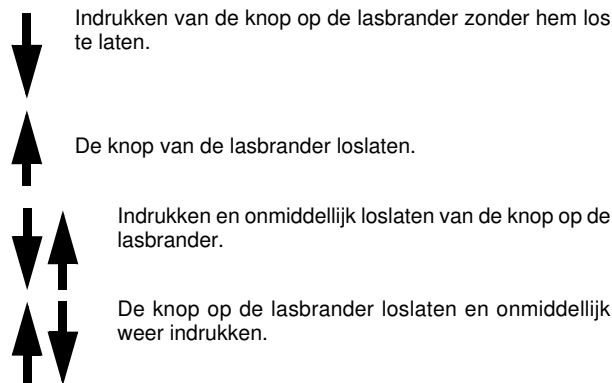 Indrukken van de knop op de lasbrander zonder hem los
te laten.
De knop van de lasbrander loslaten.
Indrukken en onmiddellijk loslaten van de knop op de
lasbrander.
De knop op de lasbrander loslaten en onmiddellijk
weer indrukken.